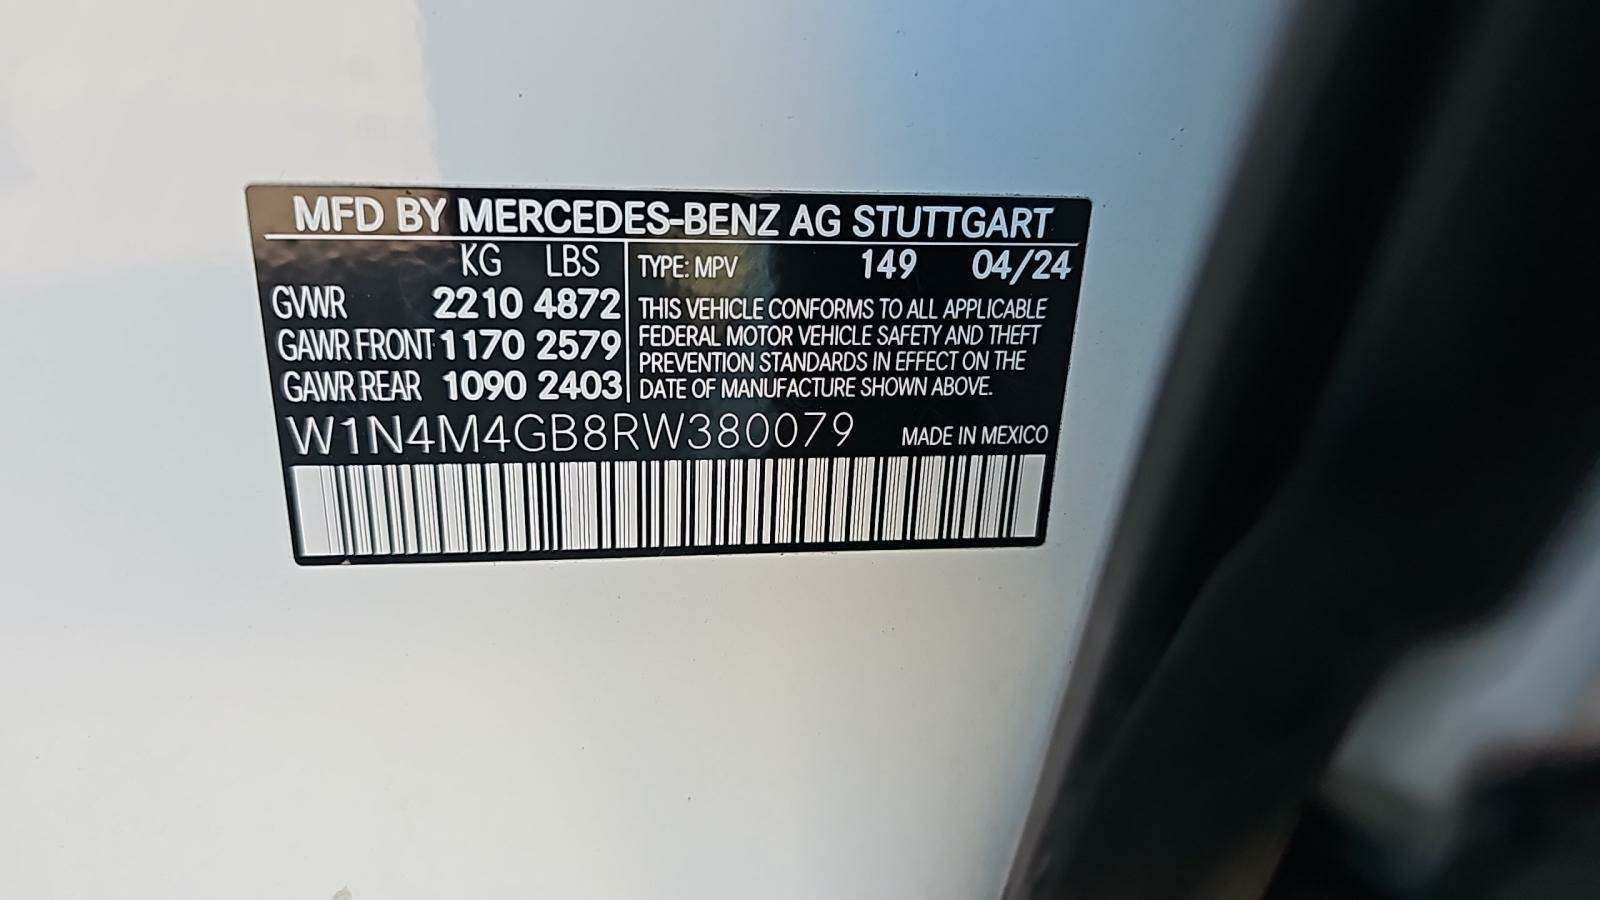 MFD BY MERCEDES-BENZ AG STUTTGART
KG LBS
GVWR 2210 4872
GAWR FRONT 1170 2579
GAWR REAR 1090 2403
TYPE: MPV 149 04/24
THIS VEHICLE CONFORMS TO ALL APPLICABLE
FEDERAL MOTOR VEHICLE SAFETY AND THEFT
PREVENTION STANDARDS IN EFFECT ON THE
DATE OF MANUFACTURE SHOWN ABOVE.
W1N4M4GB8RW380079 MADE IN MEXICO